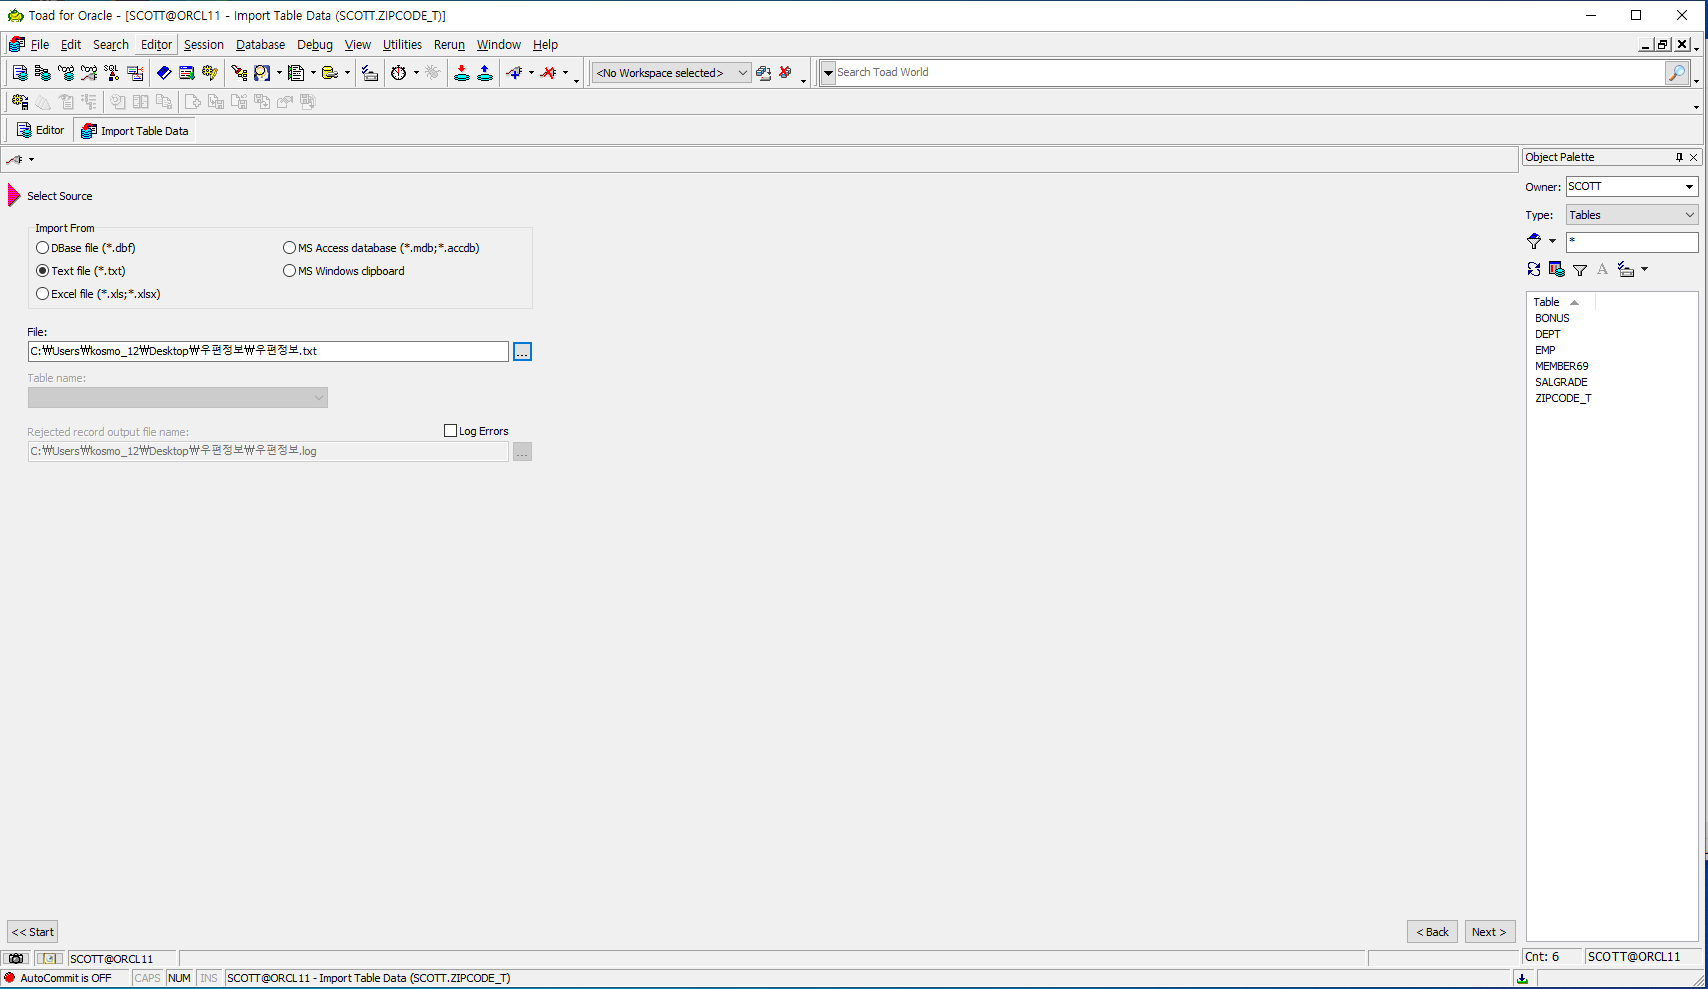 Toad for Oracle - [SCOTT@ORCL11 - Import Table Data (SCOTT.ZIPCODE_T)]
File Edit Search Editor Session Database Debug View Utilities Rerun Window Help
SQL <No Workspace selected> Search Toad World
Editor Import Table Data
Object Palette
Select Source
Owner: SCOTT
Type: Tables
*
Import From
DBase file (*.dbf) MS Access database (*.mdb;*.accdb)
Text file (*.txt) MS Windows clipboard
A
Excel file (*.xls;*.xlsx)
File:
C:₩Users₩kosmo_12₩Desktop₩우편정보₩우편정보.txt ...
Table name:
Rejected record output file name: Log Errors
C:₩Users₩kosmo_12₩Desktop₩우편정보₩우편정보.log ...
Table
BONUS
DEPT
EMP
MEMBER69
SALGRADE
ZIPCODE_T
<< Start < Back Next >
SCOTT@ORCL11 Cnt: 6 SCOTT@ORCL11
AutoCommit is OFF CAPS NUM INS SCOTT@ORCL11 - Import Table Data (SCOTT.ZIPCODE_T)